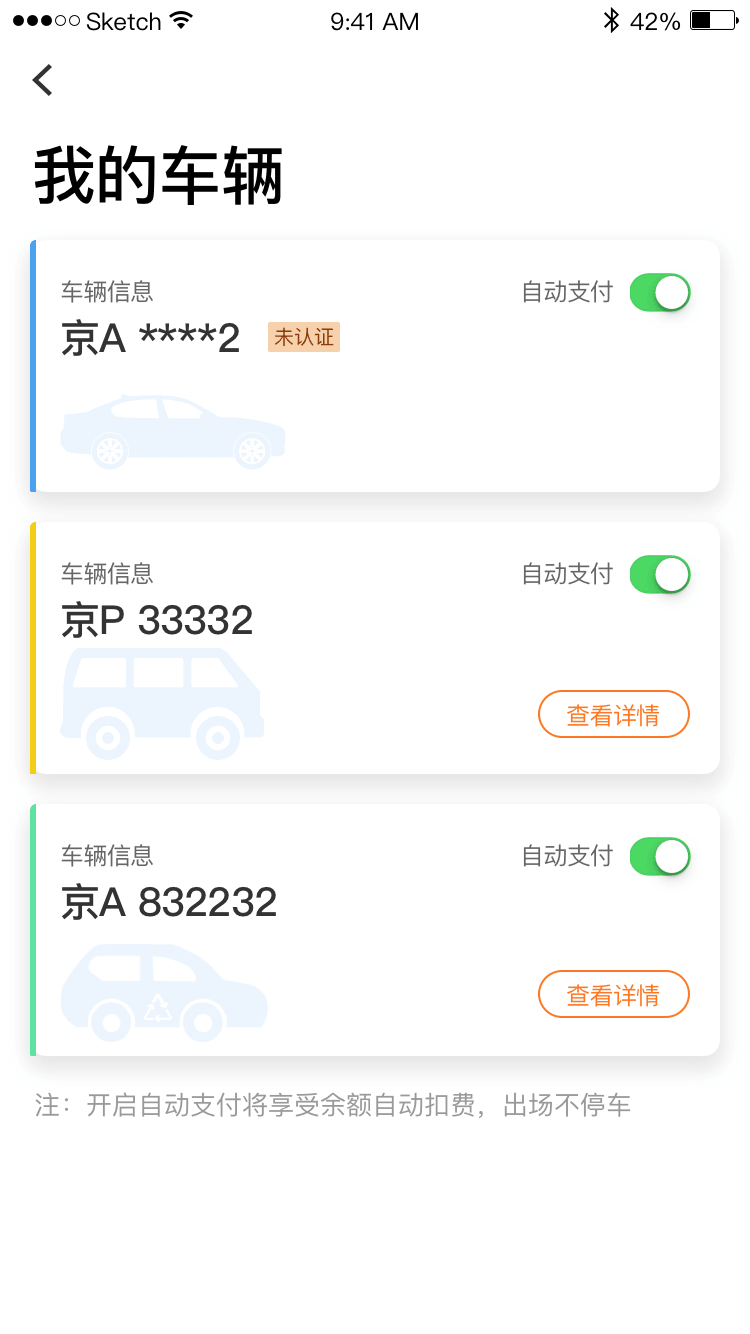 Sketch 9:41 AM 42%
我的车辆
车辆信息 自动支付
京A ****2 未认证
车辆信息 自动支付
京P 33332
查看详情
车辆信息 自动支付
京A 832232
查看详情
注：开启自动支付将享受余额自动扣费，出场不停车